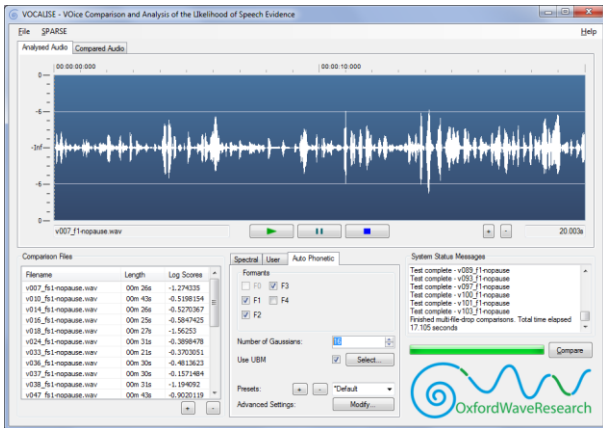 VOCALISE - VOice Comparison and Analysis of the LIkelihood of Speech Evidence
File SPARSE Help
Analysed Audio Compared Audio
00:00:00:000 00:00:10:000
0
-6
-Inf
-6
0
v007_f1-nopause.wav + - 20.003s
Comparison Files
Filename Length Log Scores
v007_fs1-nopause.wav 00m 26s -1.274335
v010_fs1-nopause.wav 00m 43s -0.5198154
v014_fs1-nopause.wav 00m 26s -0.5270367
v016_fs1-nopause.wav 00m 25s -0.5847425
v018_fs1-nopause.wav 00m 27s -1.56253
v024_fs1-nopause.wav 00m 31s -0.3898478
v033_fs1-nopause.wav 00m 21s -0.3703051
v036_fs1-nopause.wav 00m 30s -0.4813623
v037_fs1-nopause.wav 00m 30s -0.1571484
v038_fs1-nopause.wav 00m 31s -1.194092
v047_fs1-nopause.wav 00m 43s -0.9020119
+ -
Spectral User Auto Phonetic
Formants
F0 F3
F1 F4
F2
Number of Gaussians: 16
Use UBM Select...
Presets: + - *Default
Advanced Settings: Modify...
System Status Messages
Test complete - v089_f1-nopause
Test complete - v093_f1-nopause
Test complete - v097_f1-nopause
Test complete - v100_f1-nopause
Test complete - v101_f1-nopause
Test complete - v103_f1-nopause
Finished multi-file-drop comparisons. Total time elapsed
17.105 seconds
Compare
OxfordWaveResearch